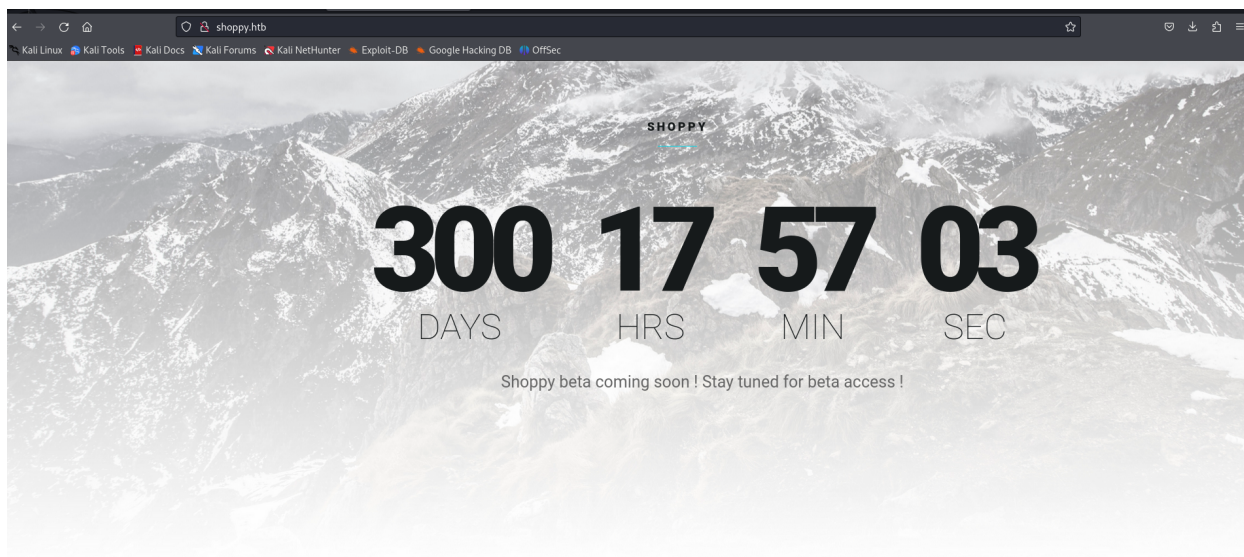 shoppy.htb
Kali Linux Kali Tools Kali Docs Kali Forums Kali NetHunter Exploit-DB Google Hacking DB OffSec
SHOPPY
300 17 57 03
DAYS HRS MIN SEC
Shoppy beta coming soon ! Stay tuned for beta access !